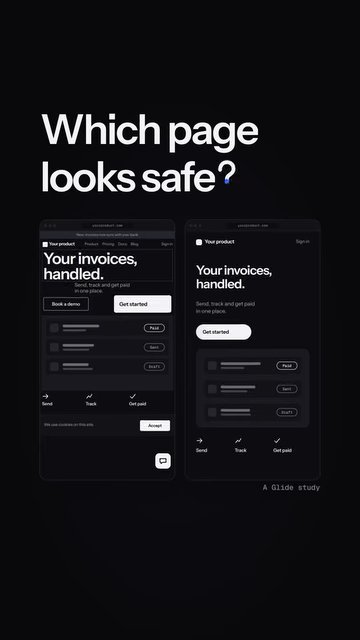 Which page
looks safe?
yourproduct.com
New: invoices now sync with your bank
Your product Product Pricing Docs Blog Sign in
Your invoices,
handled.
Send, track and get paid
in one place.
Book a demo Get started
Paid
Sent
Draft
Send Track Get paid
We use cookies on this site. Accept
yourproduct.com
Your product Sign in
Your invoices,
handled.
Send, track and get paid
in one place.
Get started
Paid
Sent
Draft
Send Track Get paid
A Glide study